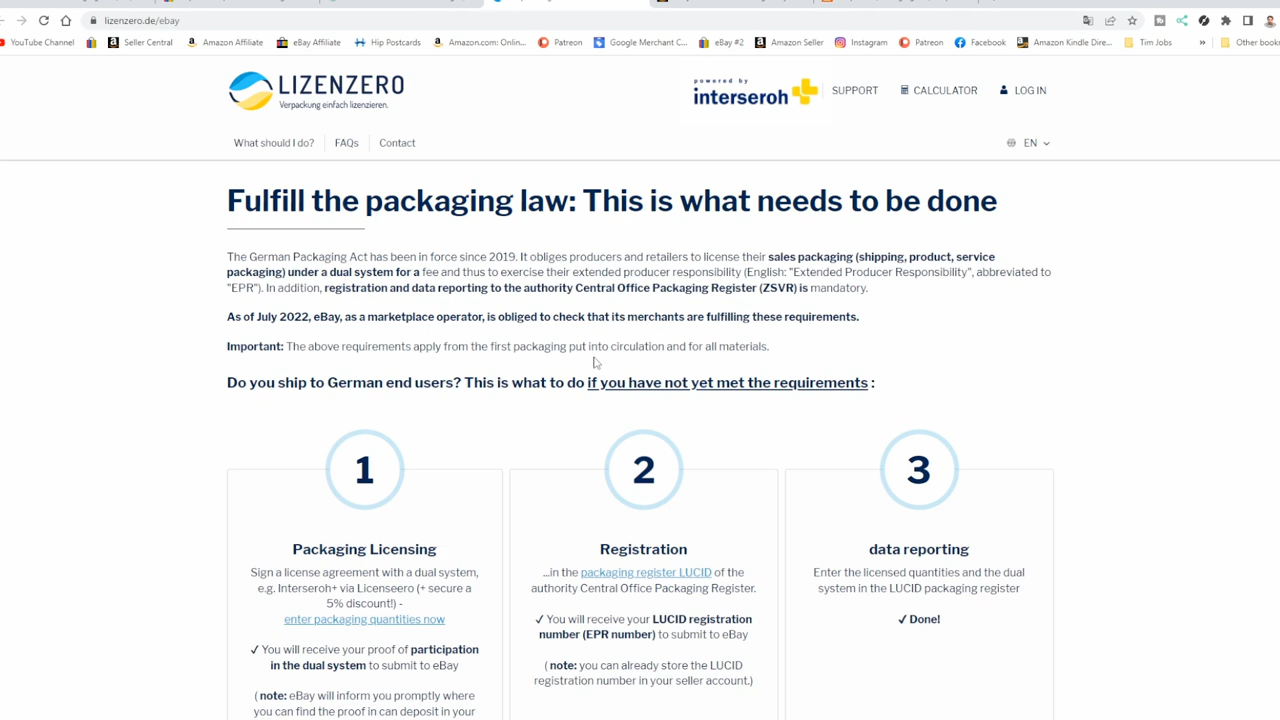 lizenzero.de/ebay
YouTube Channel
Seller Central
Amazon Affiliate
eBay Affiliate
Hip Postcards
Amazon.com: Onlin...
Patreon
Google Merchant C...
eBay #2
Amazon Seller
Instagram
Patreon
Facebook
Amazon Kindle Dire...
Tim Jobs
»
Other book
LIZENZERO
Verpackung einfach lizenzieren.
powered by
interseroh
SUPPORT
CALCULATOR
LOG IN
What should I do?
FAQs
Contact
EN
Fulfill the packaging law: This is what needs to be done
The German Packaging Act has been in force since 2019. It obliges producers and retailers to license their sales packaging (shipping, product, service
packaging) under a dual system for a fee and thus to exercise their extended producer responsibility (English: "Extended Producer Responsibility", abbreviated to
"EPR"). In addition, registration and data reporting to the authority Central Office Packaging Register (ZSVR) is mandatory.
As of July 2022, eBay, as a marketplace operator, is obliged to check that its merchants are fulfilling these requirements.
Important: The above requirements apply from the first packaging put into circulation and for all materials.
Do you ship to German end users? This is what to do if you have not yet met the requirements :
1
Packaging Licensing
Sign a license agreement with a dual system,
e.g. Interseroh+ via Licenseero (+ secure a
5% discount!) -
enter packaging quantities now
✓ You will receive your proof of participation
in the dual system to submit to eBay
( note: eBay will inform you promptly where
you can find the proof in can deposit in your
2
Registration
...in the packaging register LUCID of the
authority Central Office Packaging Register.
✓ You will receive your LUCID registration
number (EPR number) to submit to eBay
( note: you can already store the LUCID
registration number in your seller account.)
3
data reporting
Enter the licensed quantities and the dual
system in the LUCID packaging register
✓ Done!